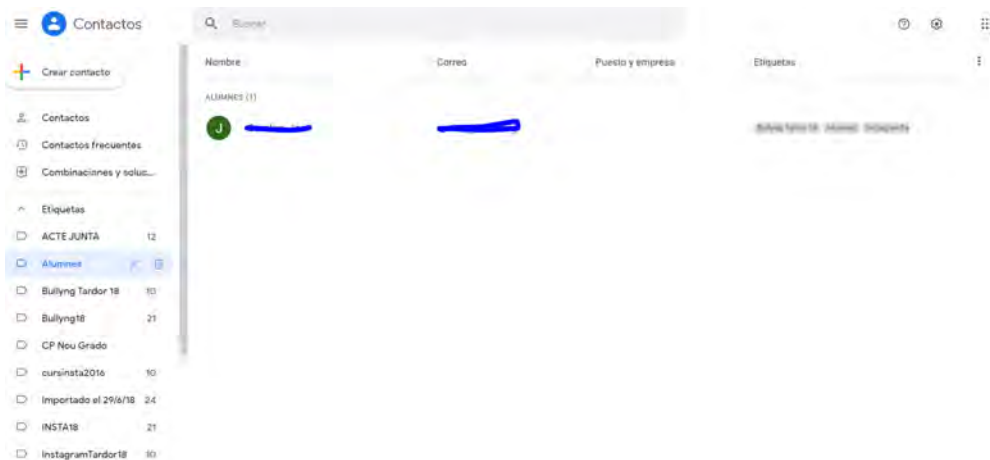 Contactos
Buscar
Crear contacto
Contactos
Contactos frecuentes
Combinaciones y soluc...
Etiquetas
ACTE JUNTA 12
Alumnes
Bullyng Tardor 18 10
Bullyng18 21
CP Nou Grado
cursinsta2016 10
Importado el 29/6/18 24
INSTA18 21
InstagramTardor18 10
Nombre Correo Puesto y empresa Etiquetas
ALUMNES (1)
J